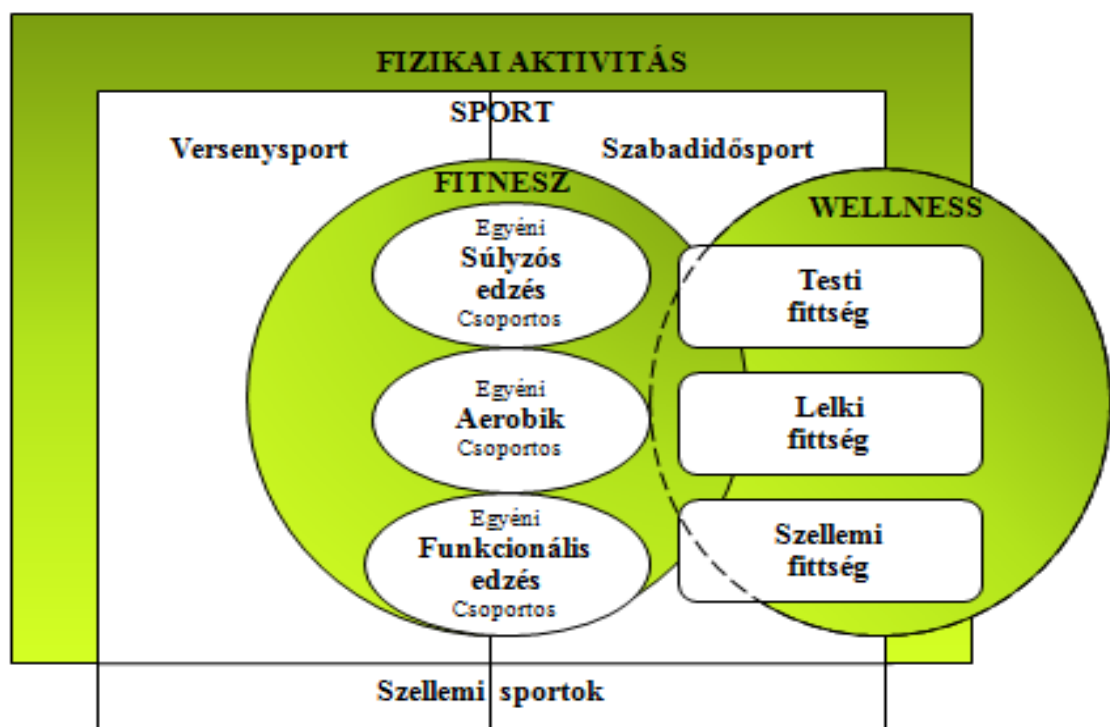 FIZIKAI AKTIVITÁS
SPORT
Versenysport
Szabadidősport
FITNESZ
Egyéni
Súlyzós
edzés
Csoportos
Egyéni
Aerobik
Csoportos
Egyéni
Funkcionális
edzés
Csoportos
WELLNESS
Testi
fittség
Lelki
fittség
Szellemi
fittség
Szellemi sportok